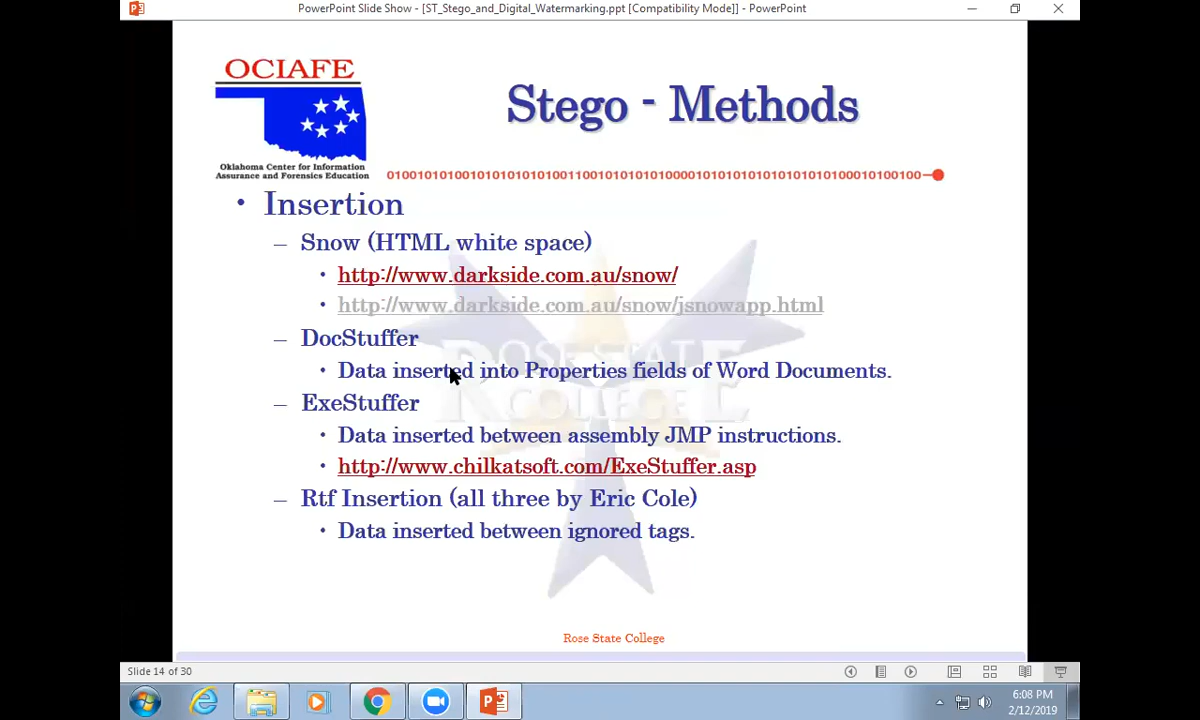 PowerPoint Slide Show - [ST_Stego_and_Digital_Watermarking.ppt [Compatibility Mode]] - PowerPoint
OCIAFE
Oklahoma Center for Information
Assurance and Forensics Education
Stego - Methods
• Insertion
– Snow (HTML white space)
• http://www.darkside.com.au/snow/
• http://www.darkside.com.au/snow/jsnowapp.html
– DocStuffer
• Data inserted into Properties fields of Word Documents.
– ExeStuffer
• Data inserted between assembly JMP instructions.
• http://www.chilkatsoft.com/ExeStuffer.asp
– Rtf Insertion (all three by Eric Cole)
• Data inserted between ignored tags.
ROSE STATE
COLLEGE
Rose State College
Slide 14 of 30
6:08 PM
2/12/2019